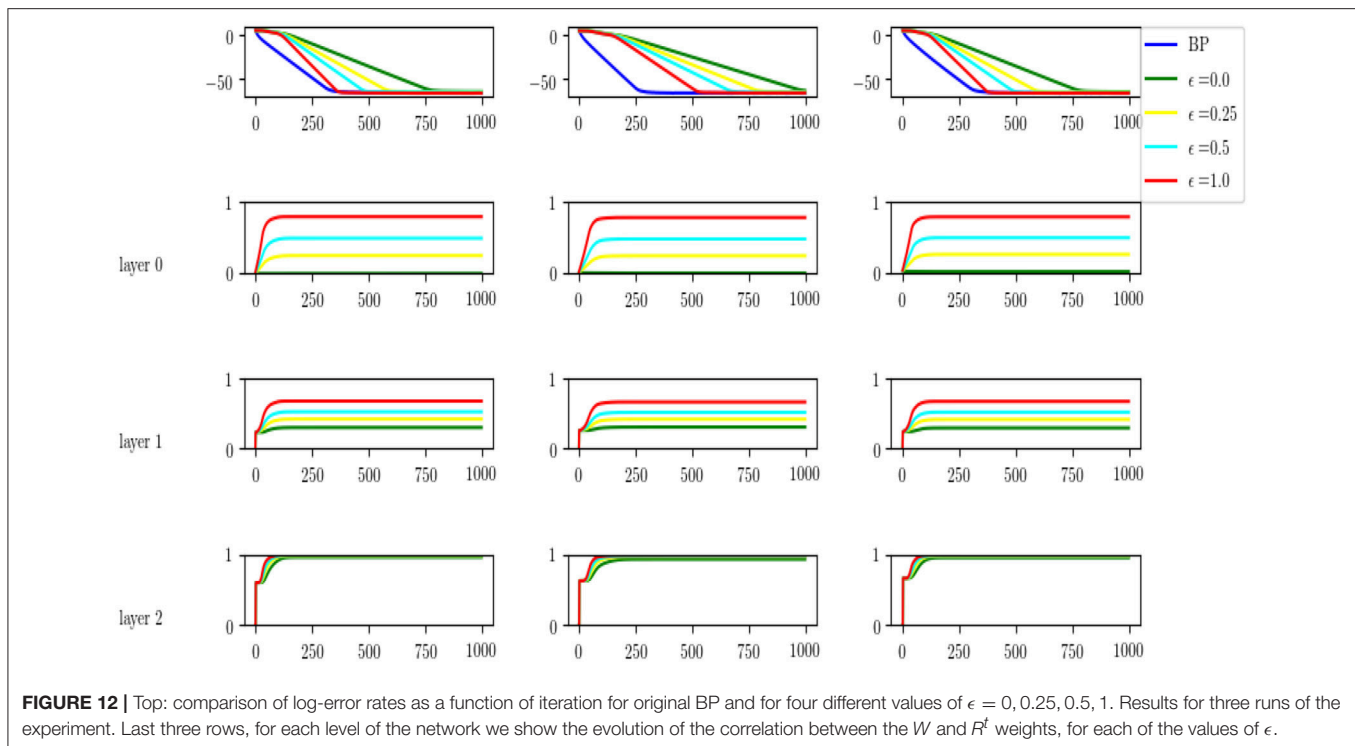 0
−50
0 250 500 750 1000
0
−50
0 250 500 750 1000
0
−50
0 250 500 750 1000
BP
ϵ =0.0
ϵ =0.25
ϵ =0.5
ϵ =1.0
layer 0
1
0
0 250 500 750 1000
1
0
0 250 500 750 1000
1
0
0 250 500 750 1000
layer 1
1
0
0 250 500 750 1000
1
0
0 250 500 750 1000
1
0
0 250 500 750 1000
layer 2
1
0
0 250 500 750 1000
1
0
0 250 500 750 1000
1
0
0 250 500 750 1000
FIGURE 12 | Top: comparison of log-error rates as a function of iteration for original BP and for four different values of ϵ = 0, 0.25, 0.5, 1. Results for three runs of the
experiment. Last three rows, for each level of the network we show the evolution of the correlation between the W and R^t weights, for each of the values of ϵ.